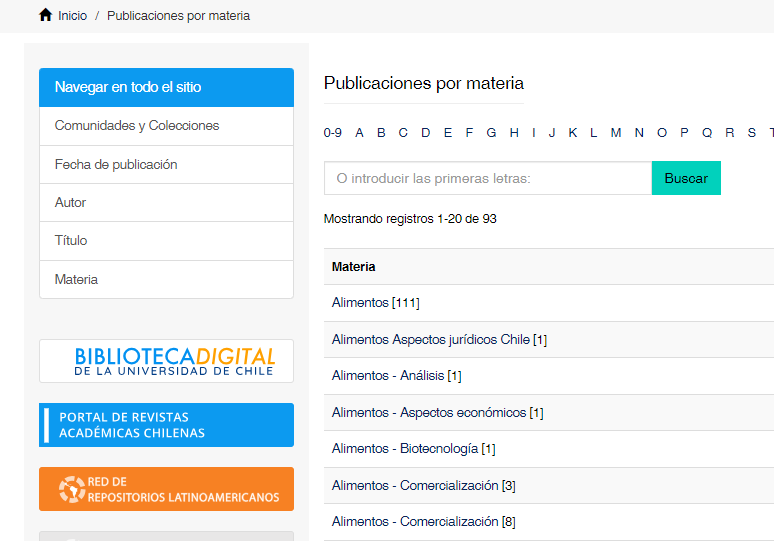 Inicio / Publicaciones por materia
Navegar en todo el sitio
Comunidades y Colecciones
Fecha de publicación
Autor
Título
Materia
BIBLIOTECADIGITAL
DE LA UNIVERSIDAD DE CHILE
PORTAL DE REVISTAS
ACADÉMICAS CHILENAS
RED DE
REPOSITORIOS LATINOAMERICANOS
Publicaciones por materia
0-9 A B C D E F G H I J K L M N O P Q R S T
O introducir las primeras letras:
Buscar
Mostrando registros 1-20 de 93
Materia
Alimentos [111]
Alimentos Aspectos jurídicos Chile [1]
Alimentos - Análisis [1]
Alimentos - Aspectos económicos [1]
Alimentos - Biotecnología [1]
Alimentos - Comercialización [3]
Alimentos - Comercialización [8]